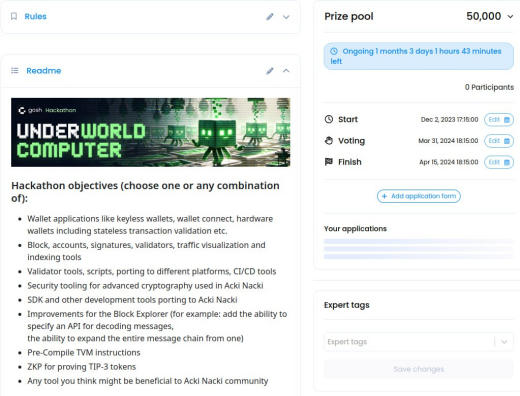 Rules
Readme
gosh Hackathon
UNDERWORLD
COMPUTER
Hackathon objectives (choose one or any combination
of):
Wallet applications like keyless wallets, wallet connect, hardware
wallets including stateless transaction validation etc.
Block, accounts, signatures, validators, traffic visualization and
indexing tools
Validator tools, scripts, porting to different platforms, CI/CD tools
Security tooling for advanced cryptography used in Acki Nacki
SDK and other development tools porting to Acki Nacki
Improvements for the Block Explorer (for example: add the ability to
specify an API for decoding messages,
the ability to expand the entire message chain from one)
Pre-Compile TVM instructions
ZKP for proving TIP-3 tokens
Any tool you think might be beneficial to Acki Nacki community
Prize pool 50,000
Ongoing 1 months 3 days 1 hours 43 minutes
left
0 Participants
Start Dec 2, 2023 17:15:00 Edit
Voting Mar 31, 2024 18:15:00 Edit
Finish Apr 15, 2024 18:15:00 Edit
+ Add application form
Your applications
Expert tags
Expert tags
Save changes